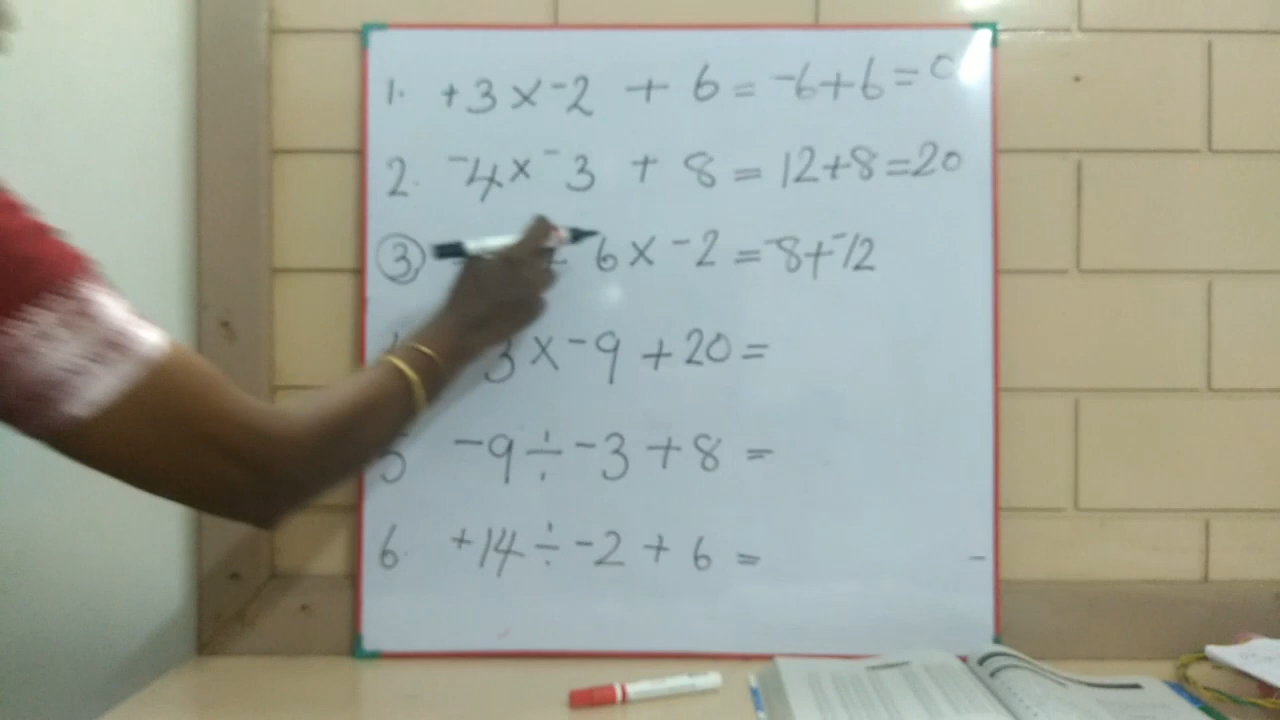 1. +3 x -2 + 6 = -6+6=0
2. -4 x -3 + 8 = 12+8=20
3 6 x -2 = -8+-12
3 x -9 + 20 =
5 -9 ÷ -3 + 8 =
6. +14 ÷ -2 + 6 =